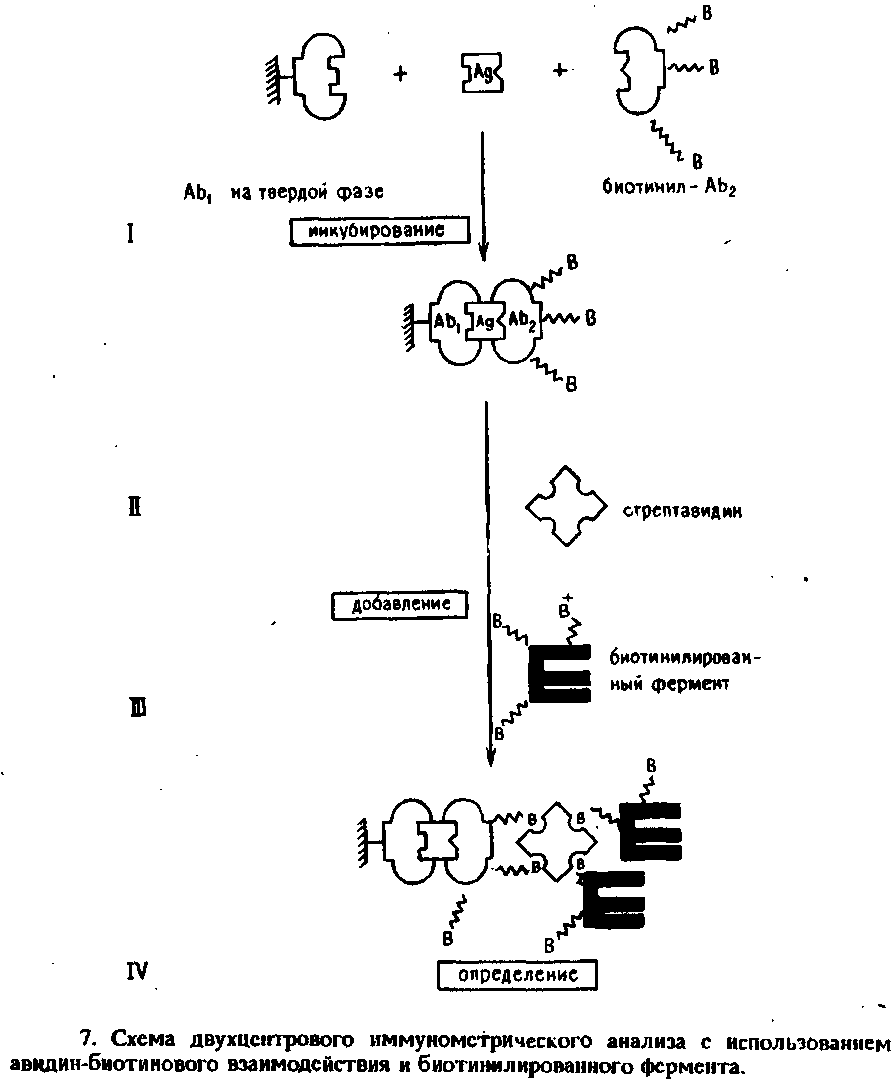 B
+ Ag + B
B
Ab₁ на твердой фазе
биотинил - Ab₂
I
инкубирование
B
Ab₁ Ag Ab₂ B
B
II
стрептавидин
добавление
B B+
биотинилирован-
ный фермент
III
B
B
B B
B B
B B
IV
определение
7. Схема двухцентрового иммунометрического анализа с использованием
авидин-биотинового взаимодействия и биотинилированного фермента.